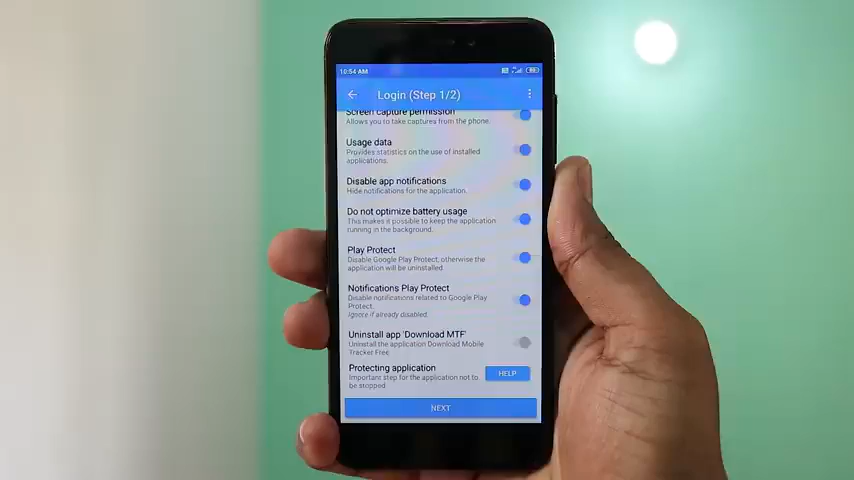 10:54 AM
Login (Step 1/2)
Screen capture permission
Allows you to take captures from the phone.
Usage data
Provides statistics on the use of installed
applications.
Disable app notifications
Hide notifications for the application.
Do not optimize battery usage
This makes it possible to keep the application
running in the background.
Play Protect
Disable Google Play Protect, otherwise the
application will be uninstalled.
Notifications Play Protect
Disable notifications related to Google Play
Protect.
Ignore if already disabled.
Uninstall app 'Download MTF'
Uninstall the application Download Mobile
Tracker Free
Protecting application
Important step for the application not to
be stopped
HELP
NEXT